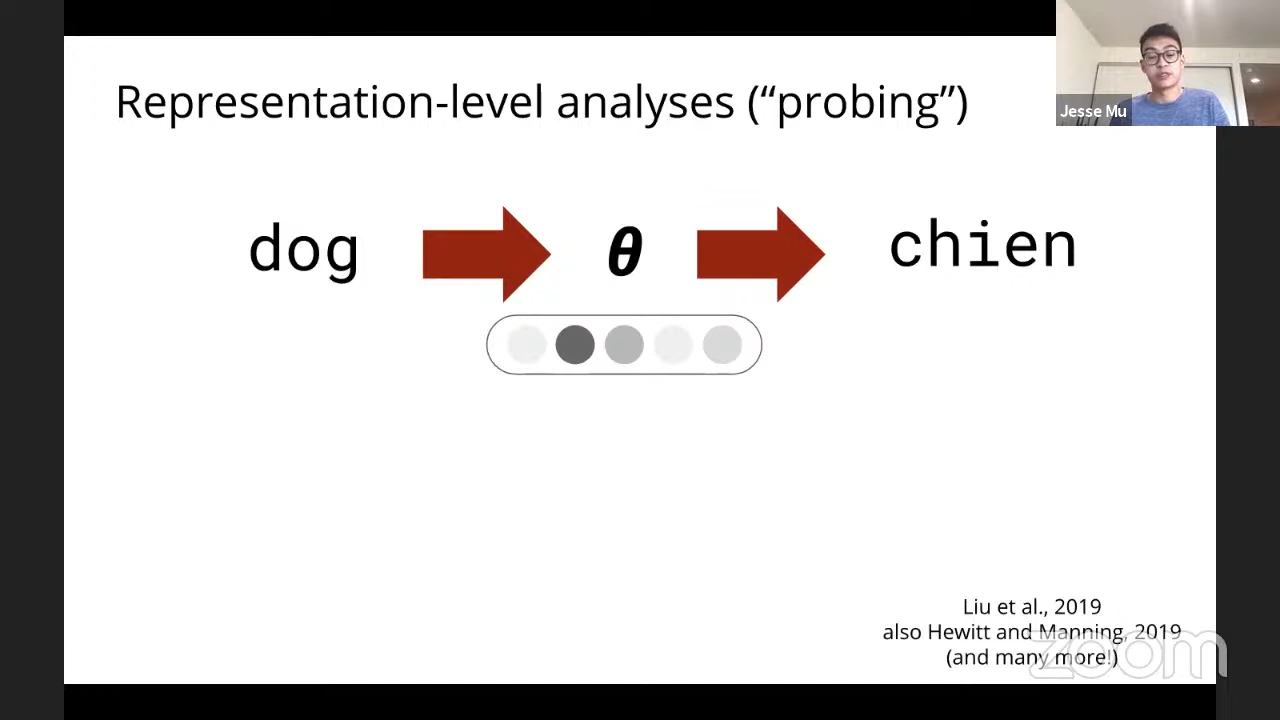 Representation-level analyses (“probing”)
Jesse Mu
dog θ chien
Liu et al., 2019
also Hewitt and Manning, 2019
(and many more!)
zoom